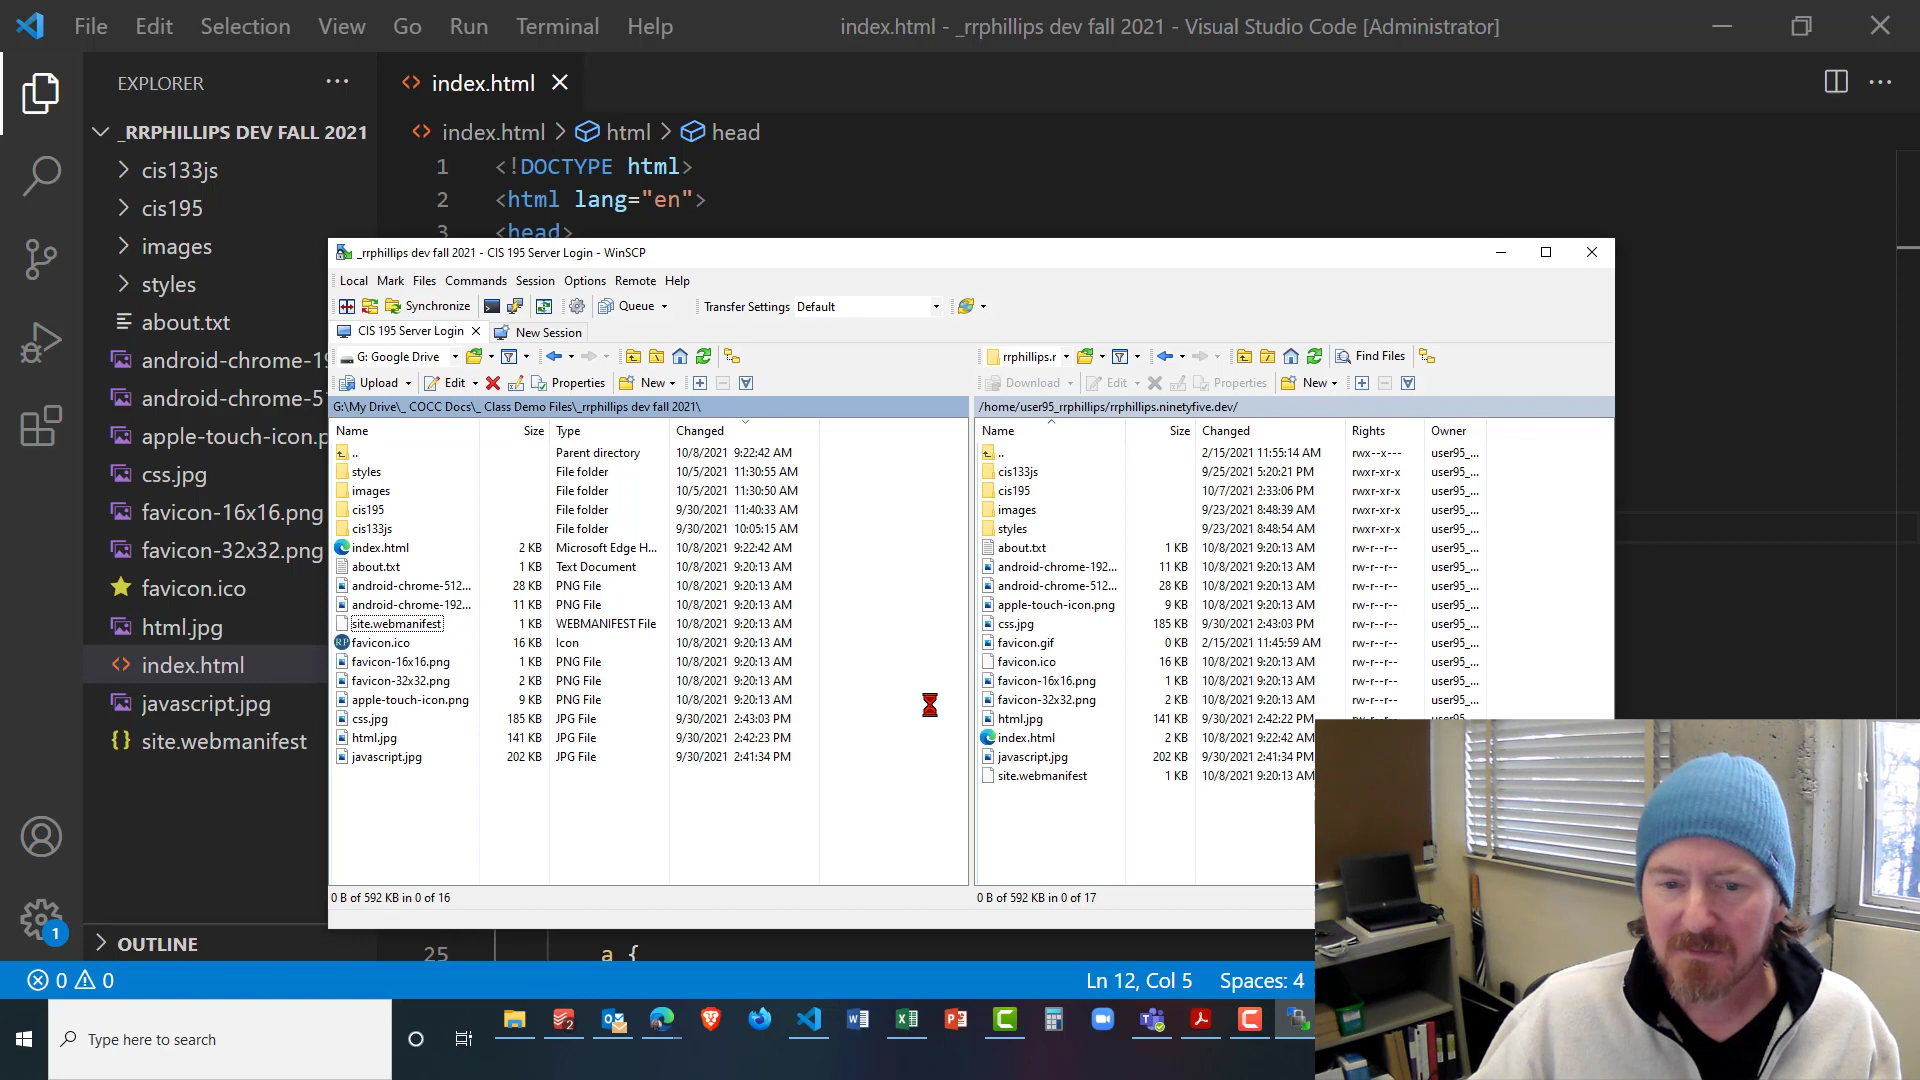 File Edit Selection View Go Run Terminal Help index.html - _rrphillips dev fall 2021 - Visual Studio Code [Administrator]
EXPLORER ··· index.html
_RRPHILLIPS DEV FALL 2021
cis133js
cis195
images
styles
about.txt
android-chrome-19
android-chrome-51
apple-touch-icon.p
css.jpg
favicon-16x16.png
favicon-32x32.png
favicon.ico
html.jpg
index.html
javascript.jpg
site.webmanifest
OUTLINE
index.html > html > head
1 <!DOCTYPE html>
2 <html lang="en">
3 <head>
_rrphillips dev fall 2021 - CIS 195 Server Login - WinSCP
Local Mark Files Commands Session Options Remote Help
Synchronize Queue Transfer Settings Default
CIS 195 Server Login New Session
G: Google Drive
Upload Edit Properties New
G:\My Drive\_ COCC Docs\_ Class Demo Files\_rrphillips dev fall 2021\
Name Size Type Changed
.. Parent directory 10/8/2021 9:22:42 AM
styles File folder 10/5/2021 11:30:55 AM
images File folder 10/5/2021 11:30:50 AM
cis195 File folder 9/30/2021 11:40:33 AM
cis133js File folder 9/30/2021 10:05:15 AM
index.html 2 KB Microsoft Edge H... 10/8/2021 9:22:42 AM
about.txt 1 KB Text Document 10/8/2021 9:20:13 AM
android-chrome-512... 28 KB PNG File 10/8/2021 9:20:13 AM
android-chrome-192... 11 KB PNG File 10/8/2021 9:20:13 AM
site.webmanifest 1 KB WEBMANIFEST File 10/8/2021 9:20:13 AM
RP favicon.ico 16 KB Icon 10/8/2021 9:20:13 AM
favicon-16x16.png 1 KB PNG File 10/8/2021 9:20:13 AM
favicon-32x32.png 2 KB PNG File 10/8/2021 9:20:13 AM
apple-touch-icon.png 9 KB PNG File 10/8/2021 9:20:13 AM
css.jpg 185 KB JPG File 9/30/2021 2:43:03 PM
html.jpg 141 KB JPG File 9/30/2021 2:42:23 PM
javascript.jpg 202 KB JPG File 9/30/2021 2:41:34 PM
0 B of 592 KB in 0 of 16
rrphillips.r Find Files
Download Edit Properties New
/home/user95_rrphillips/rrphillips.ninetyfive.dev/
Name Size Changed Rights Owner
.. 2/15/2021 11:55:14 AM rwx--x--- user95_...
cis133js 9/25/2021 5:20:21 PM rwxr-xr-x user95_...
cis195 10/7/2021 2:33:06 PM rwxr-xr-x user95_...
images 9/23/2021 8:48:39 AM rwxr-xr-x user95_...
styles 9/23/2021 8:48:54 AM rwxr-xr-x user95_...
about.txt 1 KB 10/8/2021 9:20:13 AM rw-r--r-- user95_...
android-chrome-192... 11 KB 10/8/2021 9:20:13 AM rw-r--r-- user95_...
android-chrome-512... 28 KB 10/8/2021 9:20:13 AM rw-r--r-- user95_...
apple-touch-icon.png 9 KB 10/8/2021 9:20:13 AM rw-r--r-- user95_...
css.jpg 185 KB 9/30/2021 2:43:03 PM rw-r--r-- user95_...
favicon.gif 0 KB 2/15/2021 11:45:59 AM rw-r--r-- user95_...
favicon.ico 16 KB 10/8/2021 9:20:13 AM rw-r--r-- user95_...
favicon-16x16.png 1 KB 10/8/2021 9:20:13 AM rw-r--r-- user95_...
favicon-32x32.png 2 KB 10/8/2021 9:20:13 AM rw-r--r-- user95_...
html.jpg 141 KB 9/30/2021 2:42:22 PM rw-r--r-- user95_...
index.html 2 KB 10/8/2021 9:22:42 AM
javascript.jpg 202 KB 9/30/2021 2:41:34 PM
site.webmanifest 1 KB 10/8/2021 9:20:13 AM
0 B of 592 KB in 0 of 17
25 a {
1
0 0 Ln 12, Col 5 Spaces: 4
Type here to search